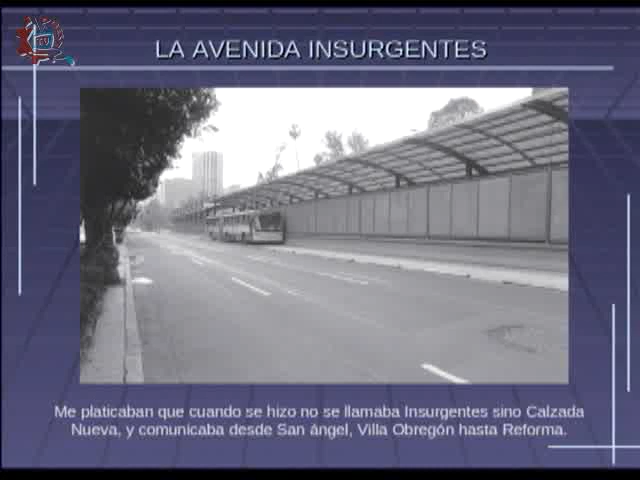 TV
LA AVENIDA INSURGENTES
Me platicaban que cuando se hizo no se llamaba Insurgentes sino Calzada
Nueva, y comunicaba desde San ángel, Villa Obregón hasta Reforma.